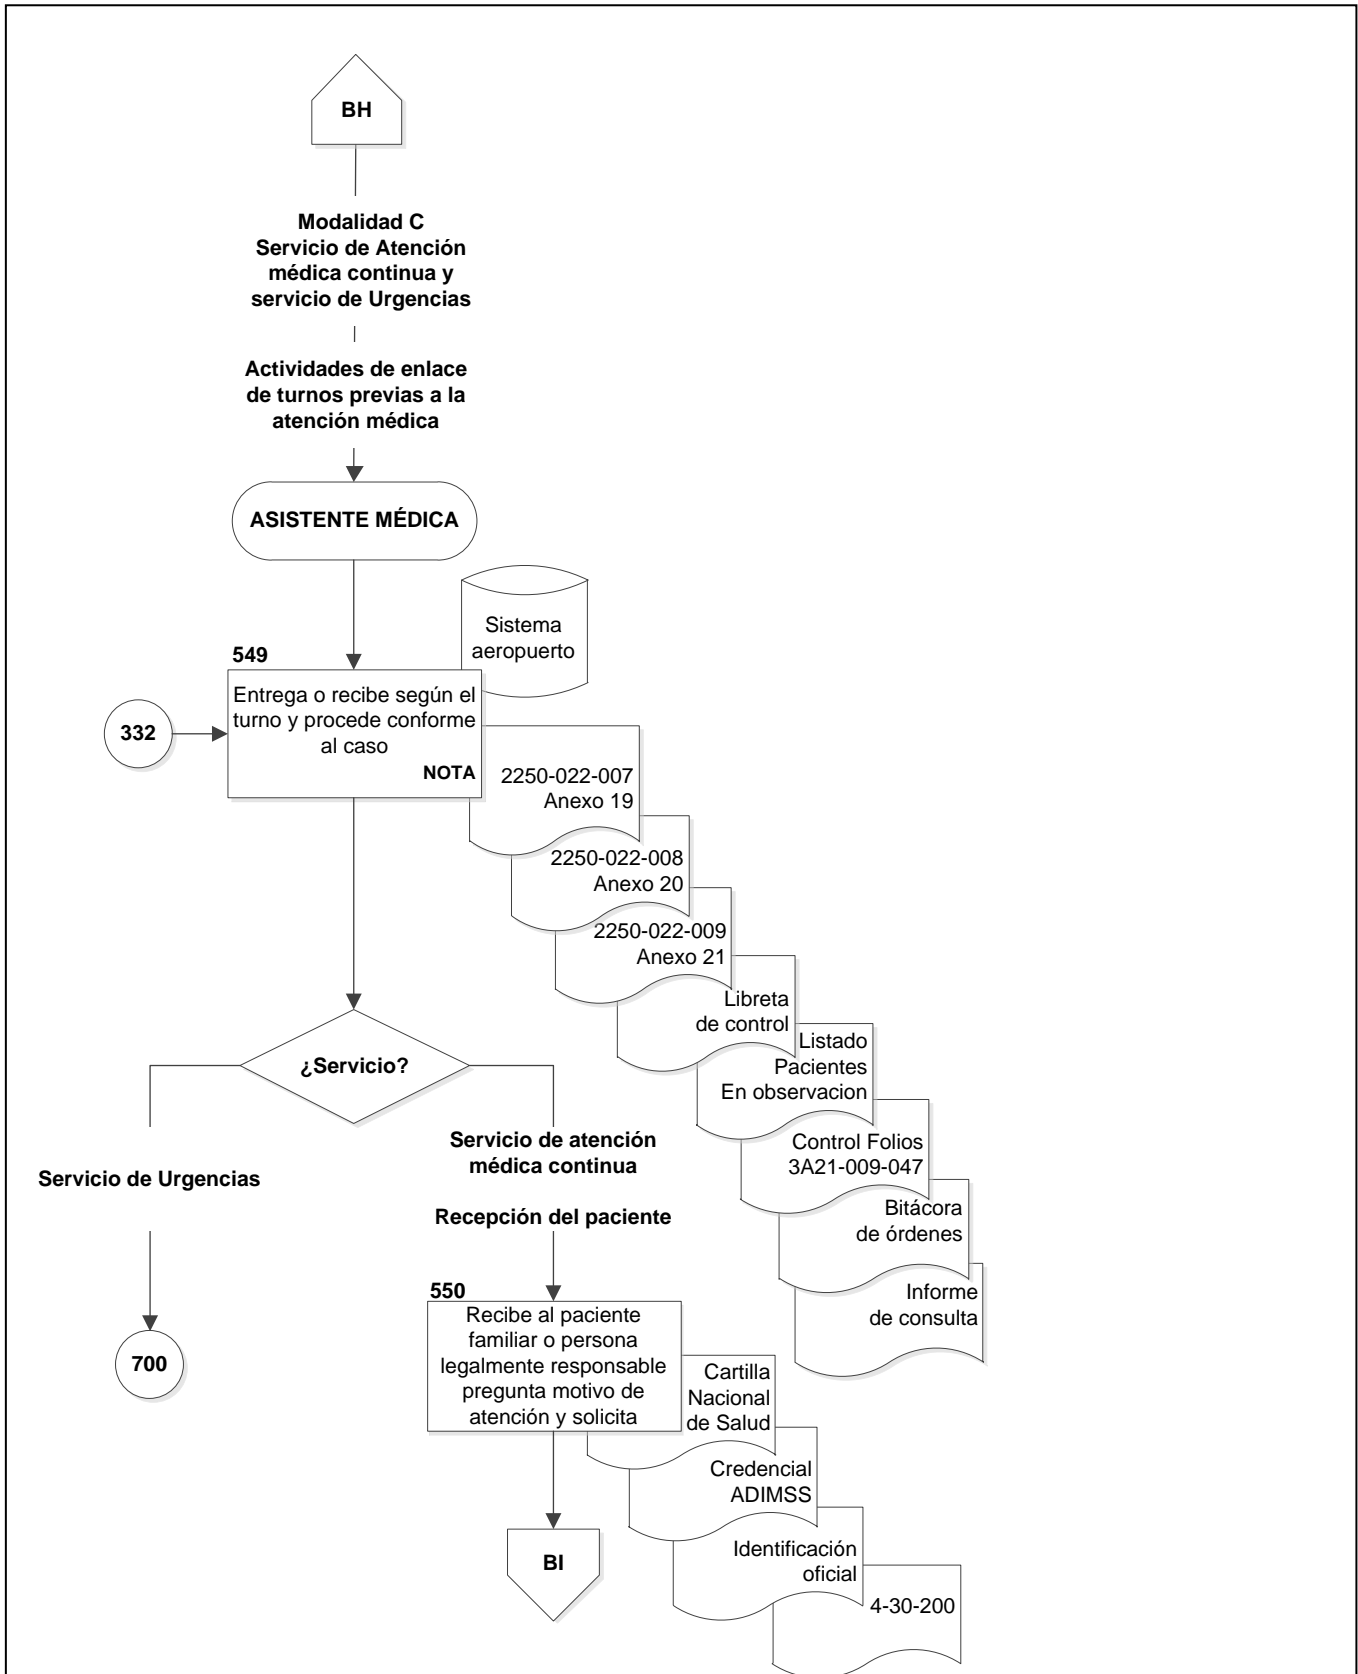 BH
Modalidad C
Servicio de Atención
médica continua y
servicio de Urgencias
Actividades de enlace
de turnos previas a la
atención médica
ASISTENTE MÉDICA
Sistema
aeropuerto
549
Entrega o recibe según el
turno y procede conforme
al caso
NOTA
332
2250-022-007
Anexo 19
2250-022-008
Anexo 20
2250-022-009
Anexo 21
Libreta
de control
Listado
Pacientes
En observacion
Control Folios
3A21-009-047
Bitácora
de órdenes
Informe
de consulta
¿Servicio?
Servicio de Urgencias
700
Servicio de atención
médica continua
Recepción del paciente
550
Recibe al paciente
familiar o persona
legalmente responsable
pregunta motivo de
atención y solicita
Cartilla
Nacional
de Salud
Credencial
ADIMSS
Identificación
oficial
4-30-200
BI